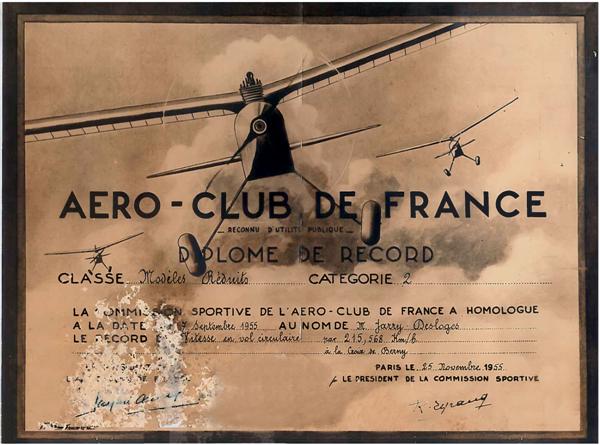 AERO-CLUB DE FRANCE
RECONNU D'UTILITÉ PUBLIQUE
DIPLOME DE RECORD
CLASSE Modèles Réduits CATEGORIE 2
LA COMMISSION SPORTIVE DE L'AERO-CLUB DE FRANCE A HOMOLOGUE
A LA DATE 7 Septembre 1955 AU NOM DE M. Jarry Desloges
LE RECORD DE Vitesse en vol circulaire par 215,568 Km/h
à la Croix de Berny
PARIS LE 25 Novembre 1955
LE PRESIDENT DE LA COMMISSION SPORTIVE